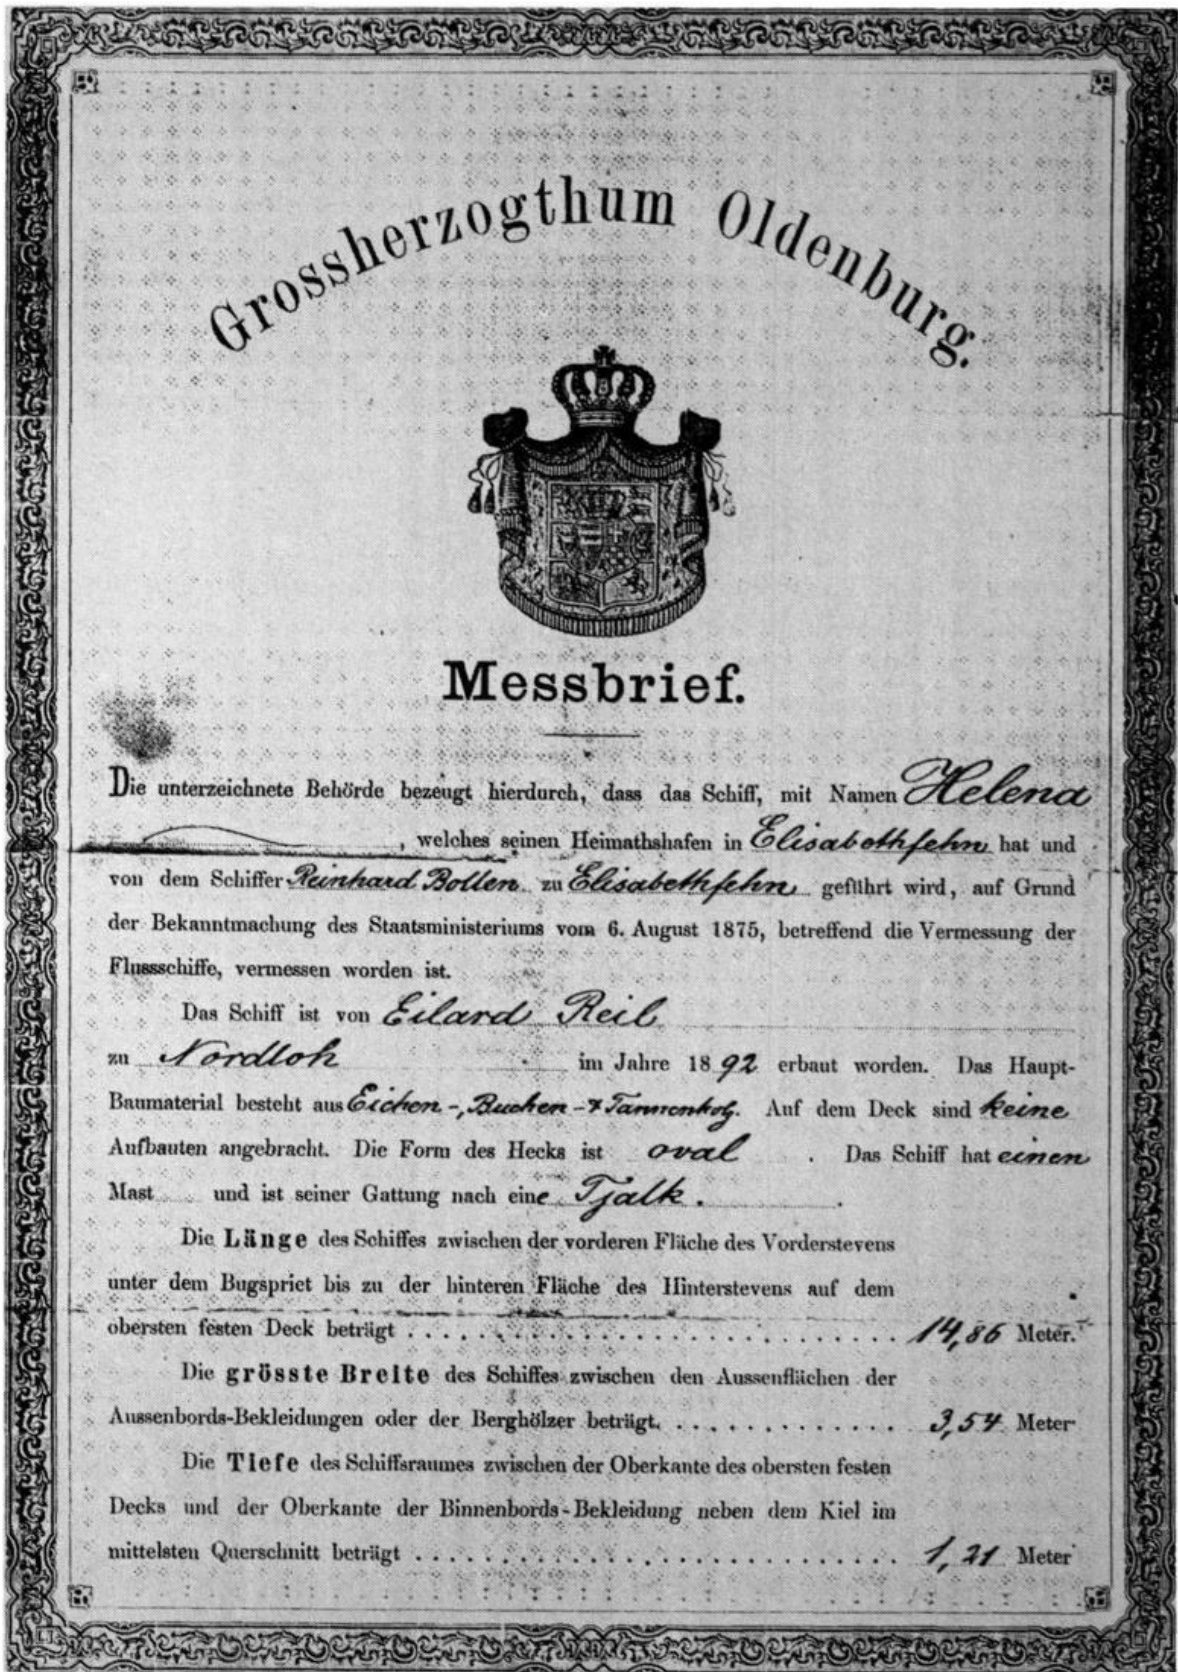 Grossherzogthum Oldenburg.
Messbrief.
Die unterzeichnete Behörde bezeugt hierdurch, dass das Schiff, mit Namen Helena
, welches seinen Heimathshafen in Elisabethfehn hat und
von dem Schiffer Reinhard Bollen zu Elisabethfehn geführt wird, auf Grund
der Bekanntmachung des Staatsministeriums vom 6. August 1875, betreffend die Vermessung der
Flussschiffe, vermessen worden ist.
Das Schiff ist von Eilard Reil
zu Nordloh im Jahre 1892 erbaut worden. Das Haupt-
Baumaterial besteht aus Eichen-, Buchen- & Tannenholz. Auf dem Deck sind keine
Aufbauten angebracht. Die Form des Hecks ist oval . Das Schiff hat einen
Mast und ist seiner Gattung nach eine Tjalk. .
Die Länge des Schiffes zwischen der vorderen Fläche des Vorderstevens
unter dem Bugspriet bis zu der hinteren Fläche des Hinterstevens auf dem
obersten festen Deck beträgt . . . . . . . . . . . . . . . . . . . . . . . . . 14,86 Meter.
Die grösste Breite des Schiffes zwischen den Aussenflächen der
Aussenbords-Bekleidungen oder der Berghölzer beträgt. . . . . . . . . . . . . 3,54 Meter
Die Tiefe des Schiffsraumes zwischen der Oberkante des obersten festen
Decks und der Oberkante der Binnenbords-Bekleidung neben dem Kiel im
mittelsten Querschnitt beträgt . . . . . . . . . . . . . . . . . . . . . . . . . 1,21 Meter